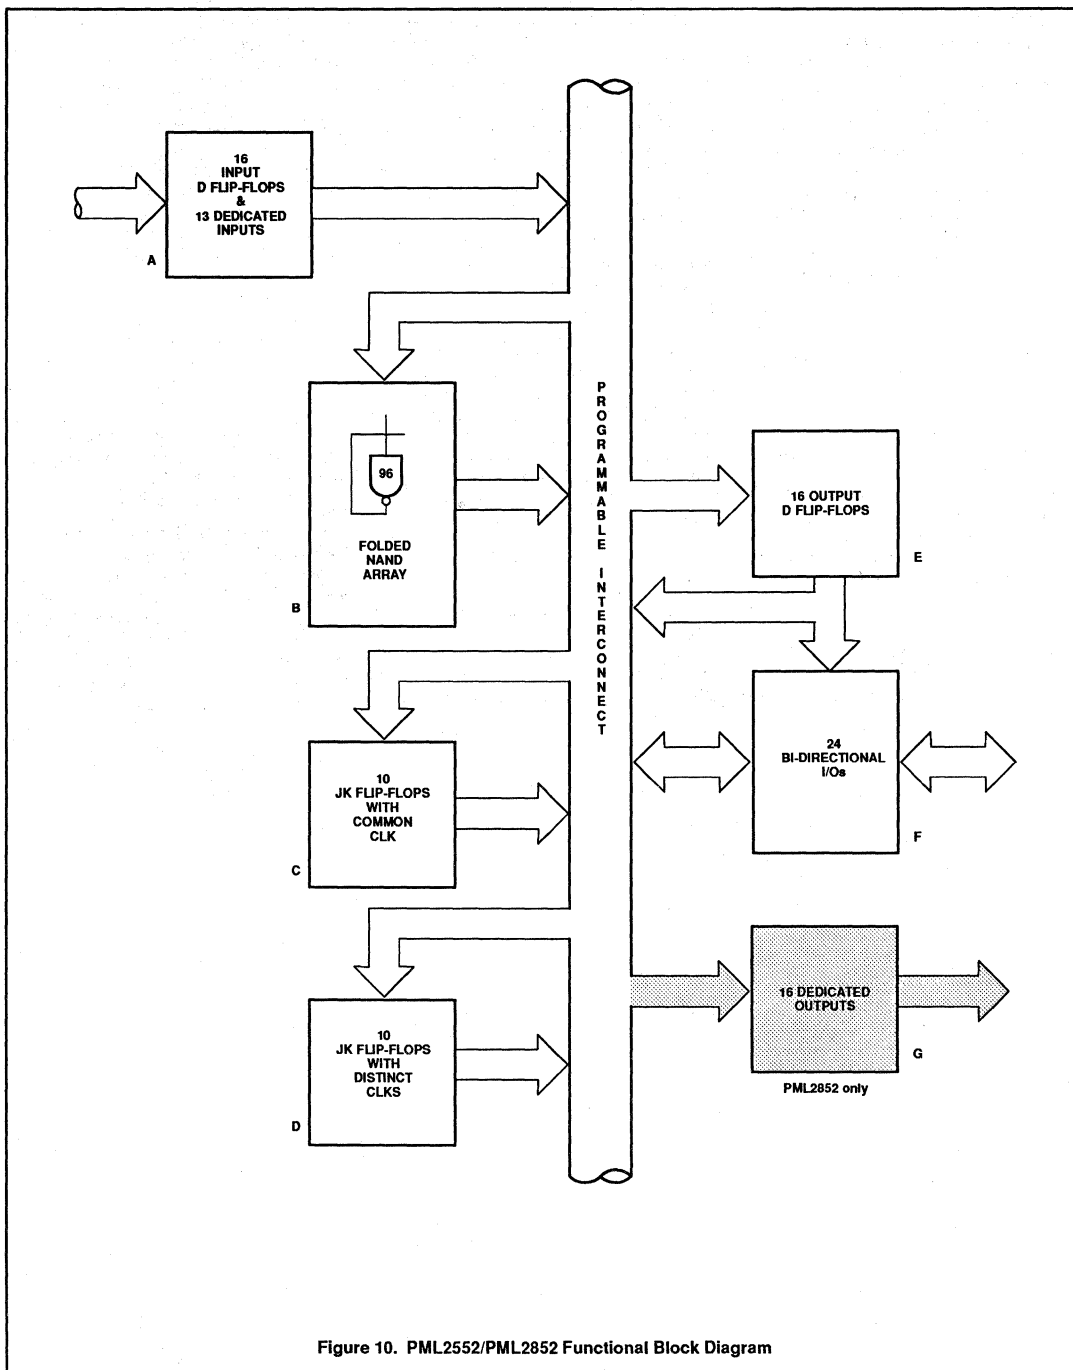 16
INPUT
D FLIP-FLOPS
&
13 DEDICATED
INPUTS
A
96
FOLDED
NAND
ARRAY
B
10
JK FLIP-FLOPS
WITH
COMMON
CLK
C
10
JK FLIP-FLOPS
WITH
DISTINCT
CLKS
D
PROGRAMMABLE INTERCONNECT
16 OUTPUT
D FLIP-FLOPS
E
24
BI-DIRECTIONAL
I/Os
F
16 DEDICATED
OUTPUTS
G
PML2852 only
Figure 10. PML2552/PML2852 Functional Block Diagram